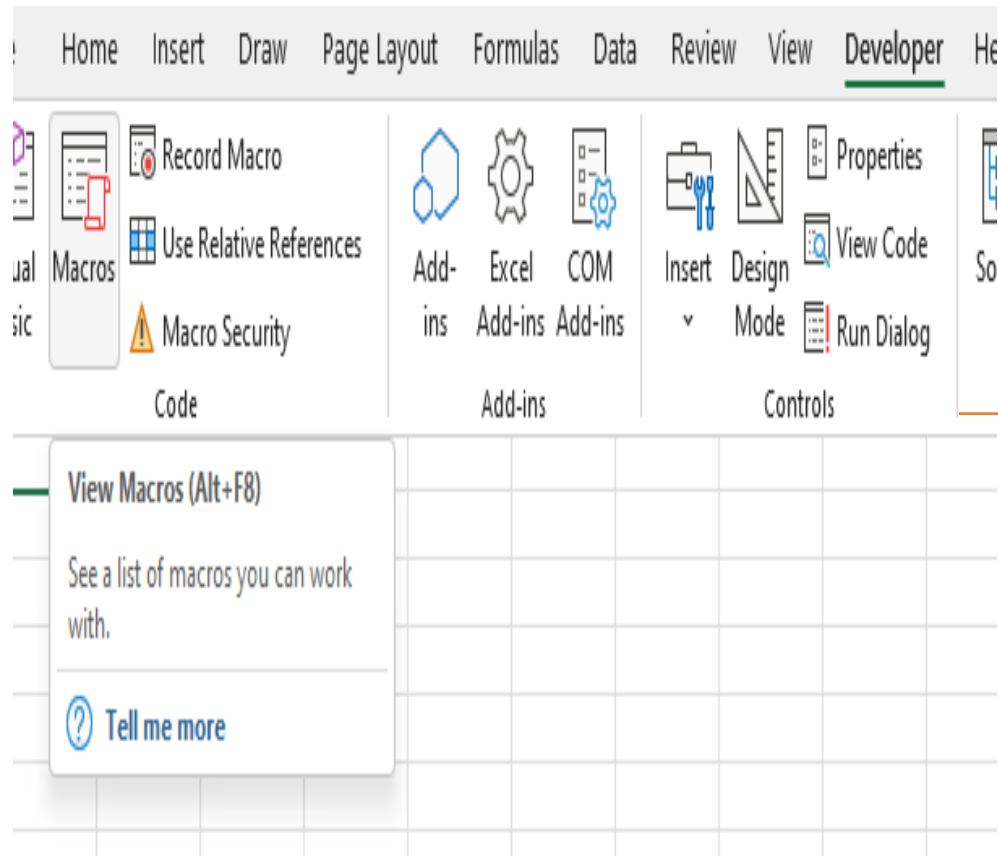 Home Insert Draw Page Layout Formulas Data Review View Developer
Record Macro
Use Relative References
Macro Security
Macros
Code
Add-
ins
Excel
Add-ins
COM
Add-ins
Add-ins
Insert
Design
Mode
Properties
View Code
Run Dialog
Controls
View Macros (Alt+F8)
See a list of macros you can work
with.
Tell me more